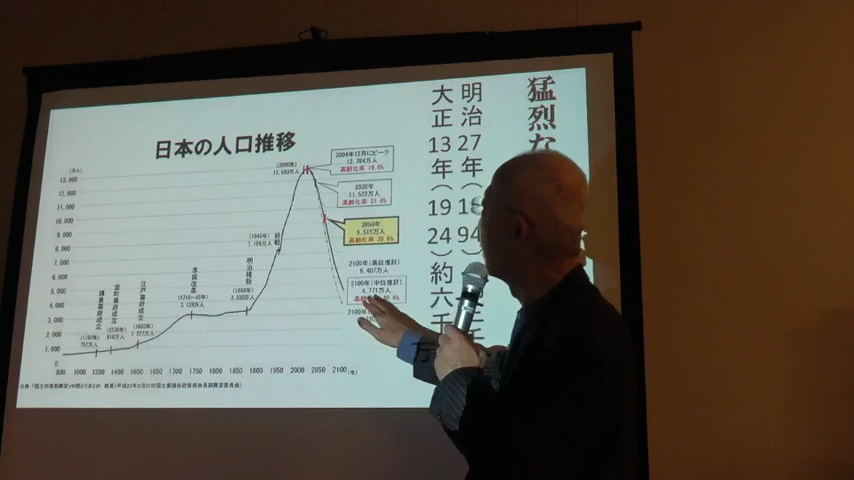 日本の人口推移
猛烈な
明治27年(1894)
大正13年(1924)約六千万
(万人)
13,000
12,000
11,000
10,000
9,000
8,000
7,000
6,000
5,000
4,000
3,000
2,000
1,000
0
800 1000 1200 1400 1600 1700 1800 1900 1950 2000 2050 2100(年)
鎌倉幕府成立
(1192年)
757万人
室町幕府成立
(1338年)
818万人
江戸幕府成立
(1603年)
1,227万人
享保改革
(1716~45年)
3,128万人
明治維新
(1868年)
3,330万人
終戦
(1945年)
7,199万人
(2000年)
12,693万人
2004年12月にピーク
12,784万人
高齢化率 19.6%
2030年
11,522万人
高齢化率 31.8%
2050年
9,515万人
高齢化率 39.6%
2100年(高位推計)
6,407万人
2100年(中位推計)
4,771万人
2100年